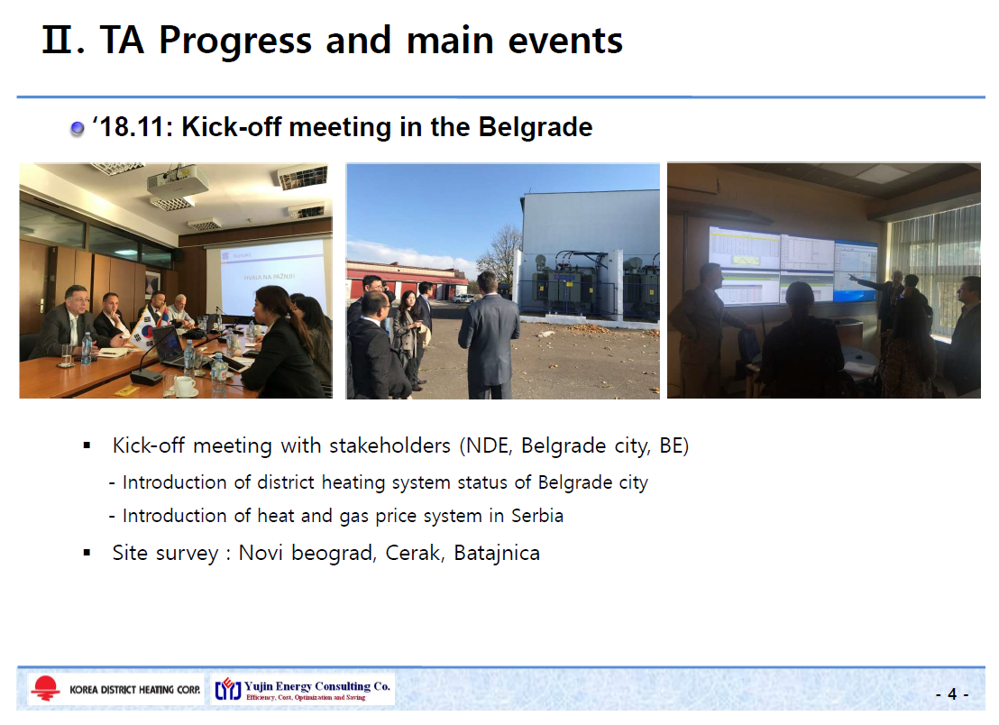 Ⅱ. TA Progress and main events
‘18.11: Kick-off meeting in the Belgrade
Kontakt
HVALA NA PAŽNJI!
▪ Kick-off meeting with stakeholders (NDE, Belgrade city, BE)
- Introduction of district heating system status of Belgrade city
- Introduction of heat and gas price system in Serbia
▪ Site survey : Novi beograd, Cerak, Batajnica
KOREA DISTRICT HEATING CORP.
Yujin Energy Consulting Co.
Efficiency, Cost, Optimization and Saving
- 4 -